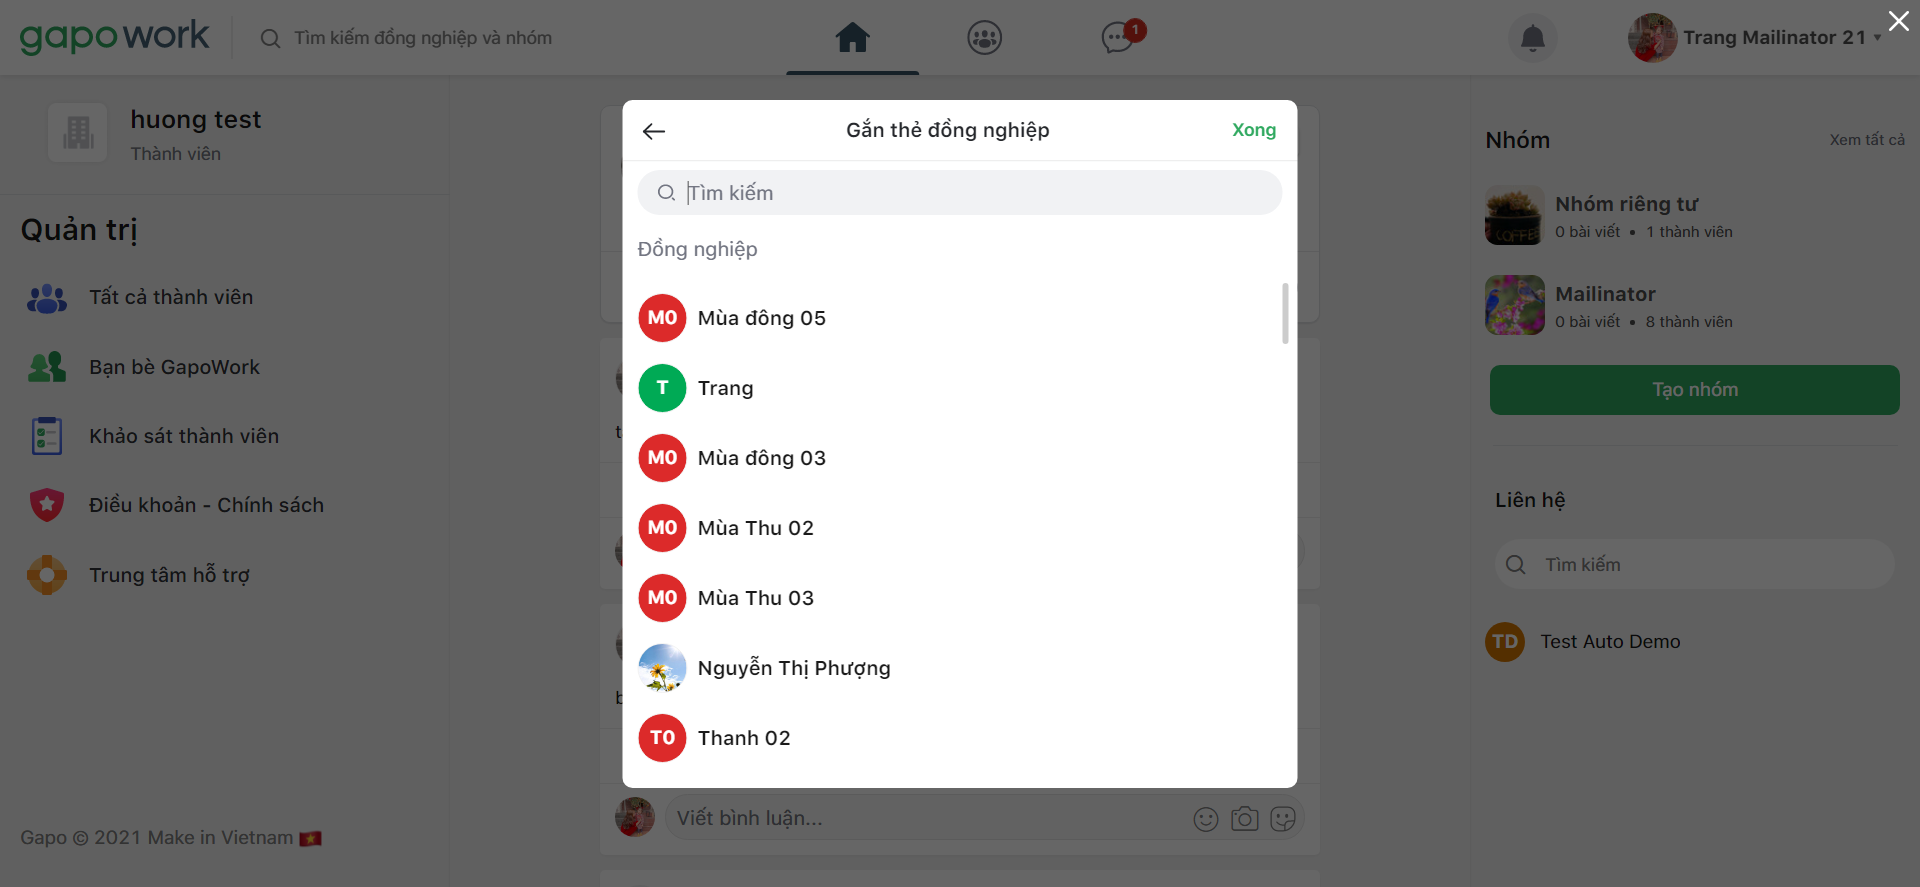 gapowork
Tìm kiếm đồng nghiệp và nhóm
1
Trang Mailinator 21
huong test
Thành viên
Quản trị
Tất cả thành viên
Bạn bè GapoWork
Khảo sát thành viên
Điều khoản - Chính sách
Trung tâm hỗ trợ
Gapo © 2021 Make in Vietnam
Gắn thẻ đồng nghiệp
Xong
Tìm kiếm
Đồng nghiệp
M0 Mùa đông 05
T Trang
M0 Mùa đông 03
M0 Mùa Thu 02
M0 Mùa Thu 03
Nguyễn Thị Phượng
T0 Thanh 02
Viết bình luận...
Nhóm
Xem tất cả
Nhóm riêng tư
0 bài viết • 1 thành viên
Mailinator
0 bài viết • 8 thành viên
Tạo nhóm
Liên hệ
Tìm kiếm
TD Test Auto Demo